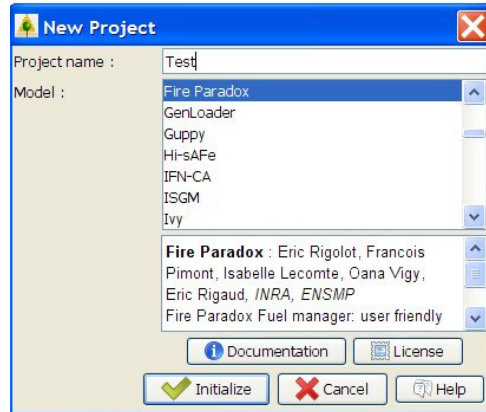 New Project
Project name :
Test
Model :
Fire Paradox
GenLoader
Guppy
Hi-sAFe
IFN-CA
ISGM
Ivy
Fire Paradox : Eric Rigolot, Francois
Pimont, Isabelle Lecomte, Oana Vigy,
Eric Rigaud, INRA, ENSMP
Fire Paradox Fuel manager: user friendly
Documentation
License
Initialize
Cancel
Help